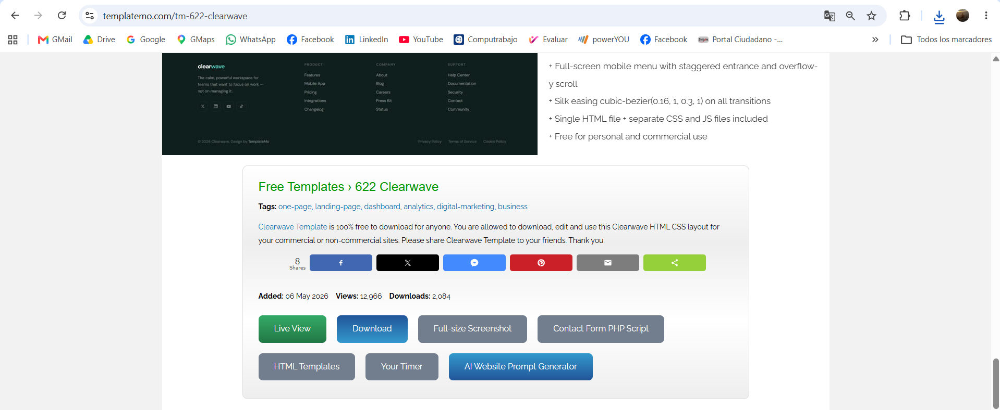 templatemo.com/tm-622-clearwave
GMail
Drive
Google
GMaps
WhatsApp
Facebook
LinkedIn
YouTube
Computrabajo
Evaluar
powerYOU
Facebook
Portal Ciudadano -...
»
Todos los marcadores
clearwave
The calm, powerful workspace for
teams that want to focus on work —
not on managing it.
PRODUCT
Features
Mobile App
Pricing
Integrations
Changelog
COMPANY
About
Blog
Careers
Press Kit
Status
SUPPORT
Help Center
Documentation
Security
Contact
Community
© 2026 Clearwave. Design by TemplateMo
Privacy Policy
Terms of Service
Cookie Policy
+ Full-screen mobile menu with staggered entrance and overflow-
y scroll
+ Silk easing cubic-bezier(0.16, 1, 0.3, 1) on all transitions
+ Single HTML file + separate CSS and JS files included
+ Free for personal and commercial use
Free Templates › 622 Clearwave
Tags: one-page, landing-page, dashboard, analytics, digital-marketing, business
Clearwave Template is 100% free to download for anyone. You are allowed to download, edit and use this Clearwave HTML CSS layout for
your commercial or non-commercial sites. Please share Clearwave Template to your friends. Thank you.
8
Shares
Added: 06 May 2026 Views: 12,966 Downloads: 2,084
Live View
Download
Full-size Screenshot
Contact Form PHP Script
HTML Templates
Your Timer
AI Website Prompt Generator